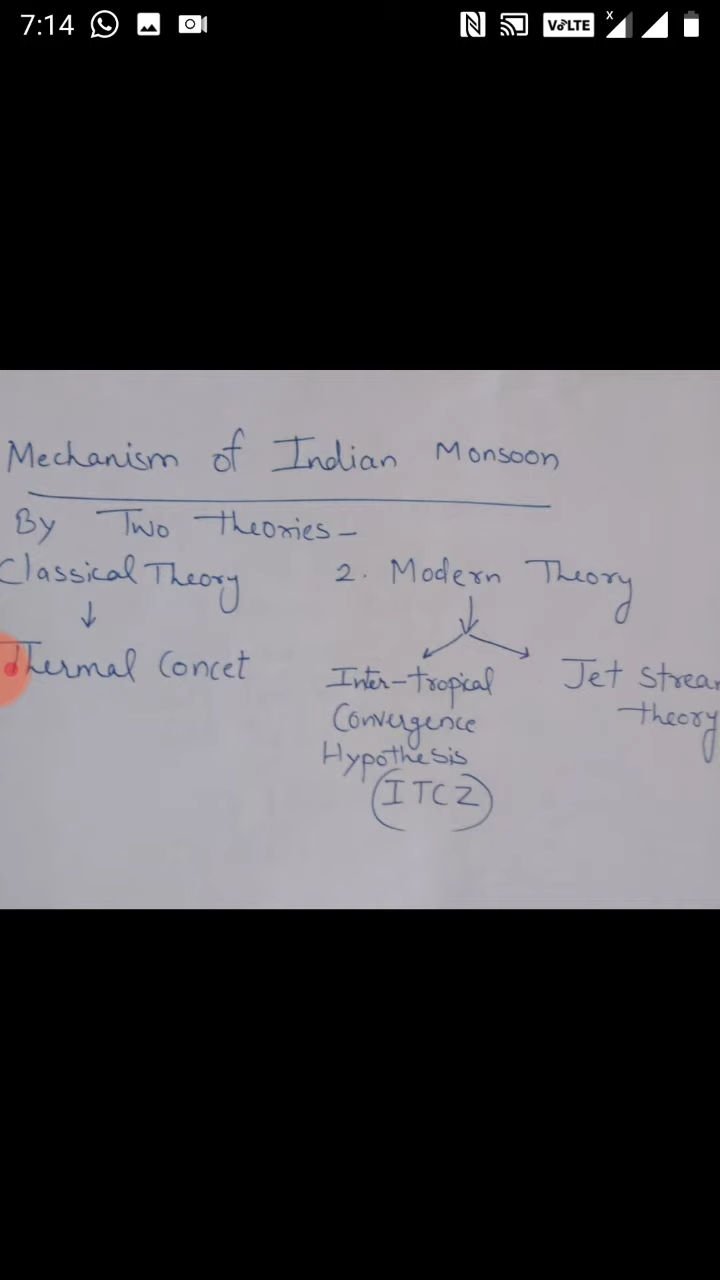 7:14
VoLTE
Mechanism of Indian Monsoon
By Two theories-
Classical Theory 2. Modern Theory
↓
Thermal Concet
Inter-tropical Jet Strea
Convergence theory
Hypothesis
(ITCZ)